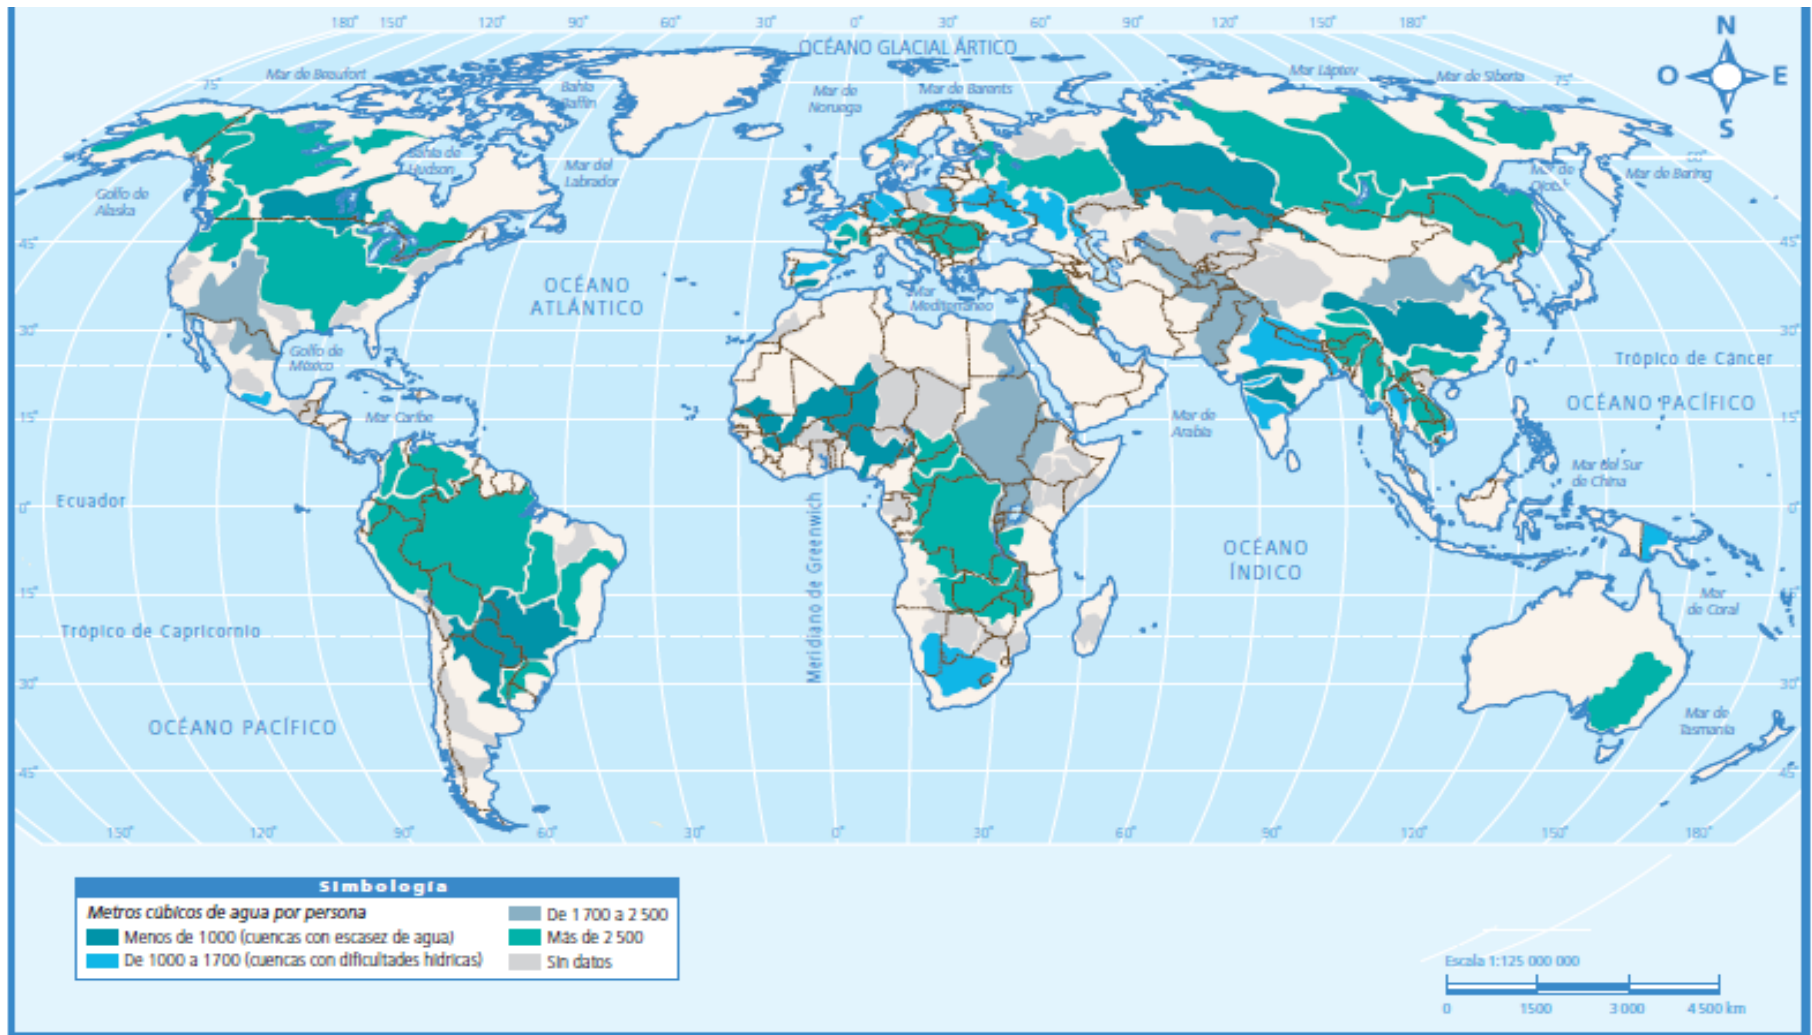 180° 150° 120° 90° 60° 30° 0° 30° 60° 90° 120° 150° 180°
N
O E
S
OCÉANO GLACIAL ÁRTICO
Mar de Beaufort
Bahía
Baffin
Mar de
Noruega
Mar de Barents
Mar Láptev
Mar de Siberia
75° 75°
Bahía de
Hudson
Mar del
Labrador
60°
Mar de
Mar de Bering
Golfo de
Alaska
45° 45°
OCÉANO
ATLÁNTICO
Mar
Mediterráneo
30° 30°
Golfo de
México
Trópico de Cáncer
Mar Caribe
Mar de
Arabia
OCÉANO PACÍFICO
15° 15°
Mar del Sur
de China
Ecuador
0° 0°
Meridiano de Greenwich
OCÉANO
ÍNDICO
15°
Mar
de Coral
Trópico de Capricornio
30° 30°
OCÉANO PACÍFICO
Mar de
Tasmania
45° 45°
150° 120° 90° 60° 30° 0° 30° 60° 90° 120° 150° 180°
Simbología
Metros cúbicos de agua por persona
Menos de 1000 (cuencas con escasez de agua)
De 1000 a 1700 (cuencas con dificultades hídricas)
De 1 700 a 2 500
Más de 2 500
Sin datos
Escala 1:125 000 000
0 1500 3 000 4 500 km